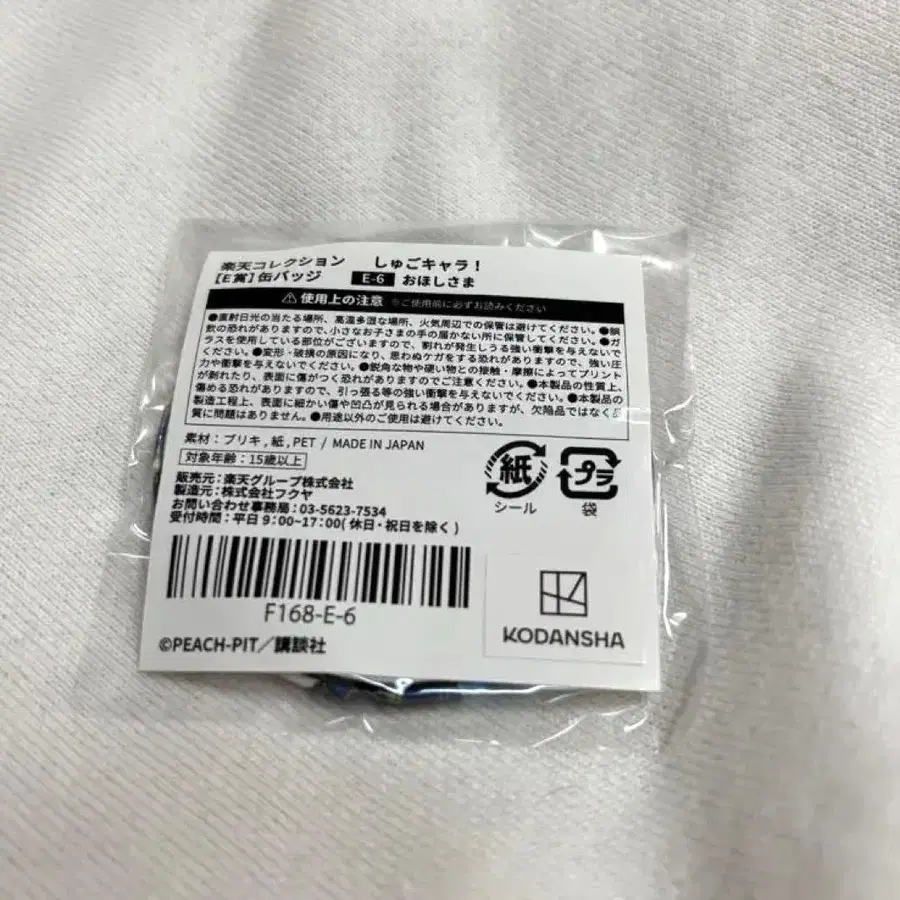 楽天コレクション しゅごキャラ！
[E賞]缶バッジ E-6 おほしさま
⚠使用上の注意 ※ご使用前に必ずお読みください
●直射日光の当たる場所、高温多湿な場所、火気周辺での保管は避けてください。●誤
飲の恐れがありますので、小さなお子さまの手の届かない所に保管してください。●ガ
ラスを使用している部位がございますので、割れが発生しうる強い衝撃を与えないで
ください。●変形・破損の原因になり、思わぬケガをする恐れがありますので、強い圧
力や衝撃を与えないでください。●鋭角な物や硬い物との接触・摩擦によってプリント
が剥れたり、表面に傷がつく恐れがありますのでご注意ください。●本製品の性質上、
傷める恐れがありますので、引っ張る等の強い衝撃を与えないでください。●本製品の
製造工程上、表面に細かい傷や凹凸が見られる場合がありますが、欠陥品ではなく品
質に問題はありません。●用途以外のご使用は避けてください。
素材：ブリキ,紙,PET / MADE IN JAPAN
対象年齢：15歳以上
販売元：楽天グループ株式会社
製造元：株式会社フクヤ
お問い合わせ事務局：03-5623-7534
受付時間：平日9:00~17:00(休日・祝日を除く)
紙 プラ
シール 袋
F168-E-6
©PEACH-PIT／講談社
KODANSHA